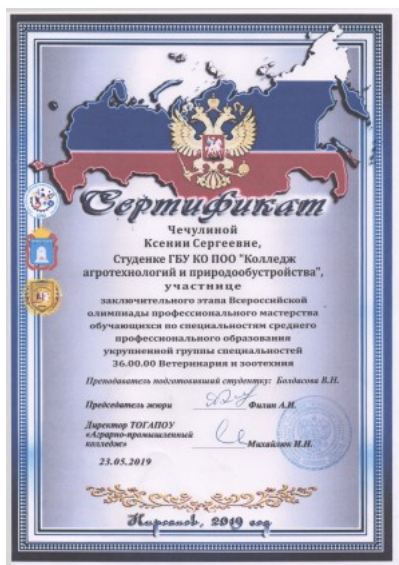 Сертификат
Чечулиной
Ксении Сергеевне,
Студенке ГБУ КО ПОО "Колледж
агротехнологий и природообустройства",
участнице
заключительного этапа Всероссийской
олимпиады профессионального мастерства
обучающихся по специальностям среднего
профессионального образования
укрупненной группы специальностей
36.00.00 Ветеринария и зоотехния
Преподаватель подготовивший студентку: Болдасова В.Н.
Председатель жюри Филин А.И.
Директор ТОГАПОУ
«Аграрно-промышленный
колледж» Михайлюк И.Н.
23.05.2019
Кирсанов, 2019 год